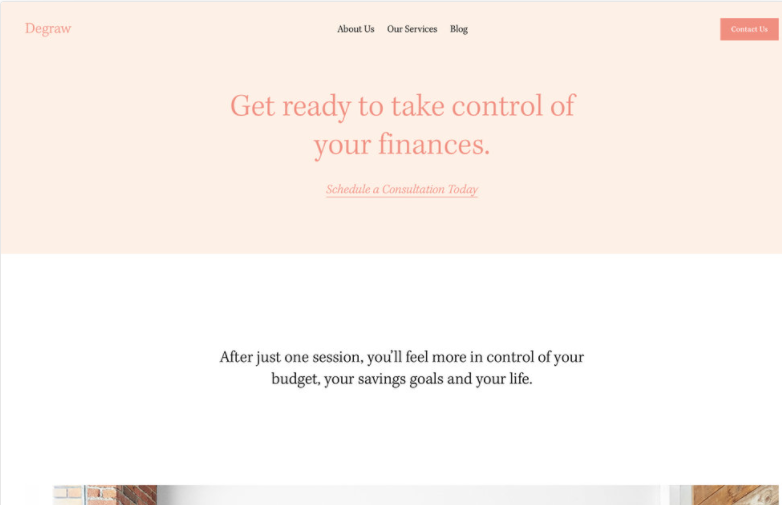 Degraw
About Us Our Services Blog
Contact Us
Get ready to take control of
your finances.
Schedule a Consultation Today
After just one session, you'll feel more in control of your
budget, your savings goals and your life.